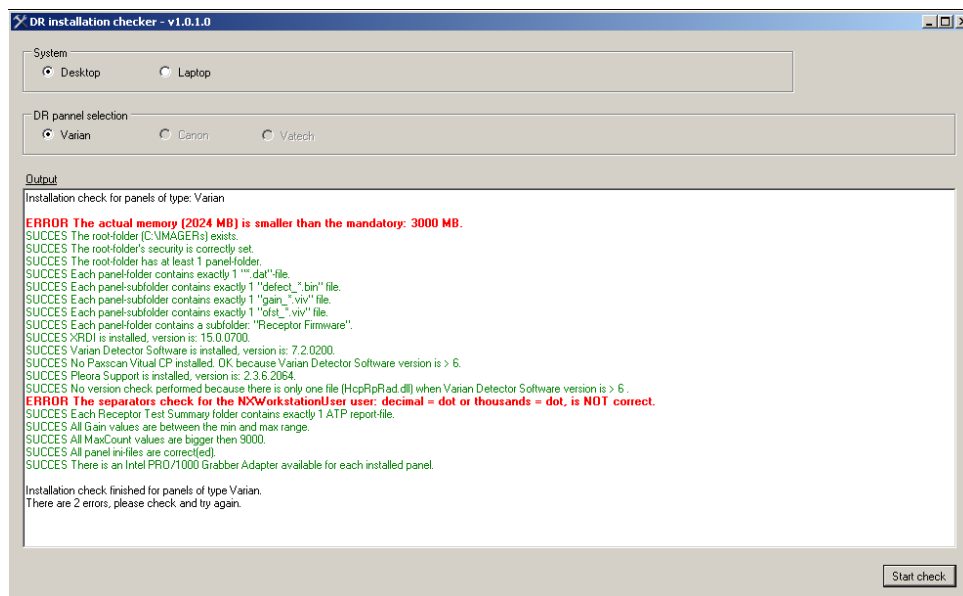 DR installation checker - v1.0.1.0
System
Desktop Laptop
DR pannel selection
Varian Canon Vatech
Output
Installation check for panels of type: Varian
ERROR The actual memory (2024 MB) is smaller than the mandatory: 3000 MB.
SUCCES The root-folder (C:\IMAGERs) exists.
SUCCES The root-folder's security is correctly set.
SUCCES The root-folder has at least 1 panel-folder.
SUCCES Each panel-folder contains exactly 1 "*.dat"-file.
SUCCES Each panel-subfolder contains exactly 1 "defect_*.bin" file.
SUCCES Each panel-subfolder contains exactly 1 "gain_*.viv" file.
SUCCES Each panel-subfolder contains exactly 1 "ofst_*.viv" file.
SUCCES Each panel-folder contains a subfolder: "Receptor Firmware".
SUCCES XRDI is installed, version is: 15.0.0700.
SUCCES Varian Detector Software is installed, version is: 7.2.0200.
SUCCES No Paxscan Vitual CP installed. OK because Varian Detector Software version is > 6.
SUCCES Pleora Support is installed, version is: 2.3.6.2064.
SUCCES No version check performed because there is only one file (HcpRpRad.dll) when Varian Detector Software version is > 6 .
ERROR The separators check for the NXWorkstationUser user: decimal = dot or thousands = dot, is NOT correct.
SUCCES Each Receptor Test Summary folder contains exactly 1 ATP report-file.
SUCCES All Gain values are between the min and max range.
SUCCES All MaxCount values are bigger then 9000.
SUCCES All panel ini-files are correct(ed).
SUCCES There is an Intel PRO/1000 Grabber Adapter available for each installed panel.
Installation check finished for panels of type Varian.
There are 2 errors, please check and try again.
Start check